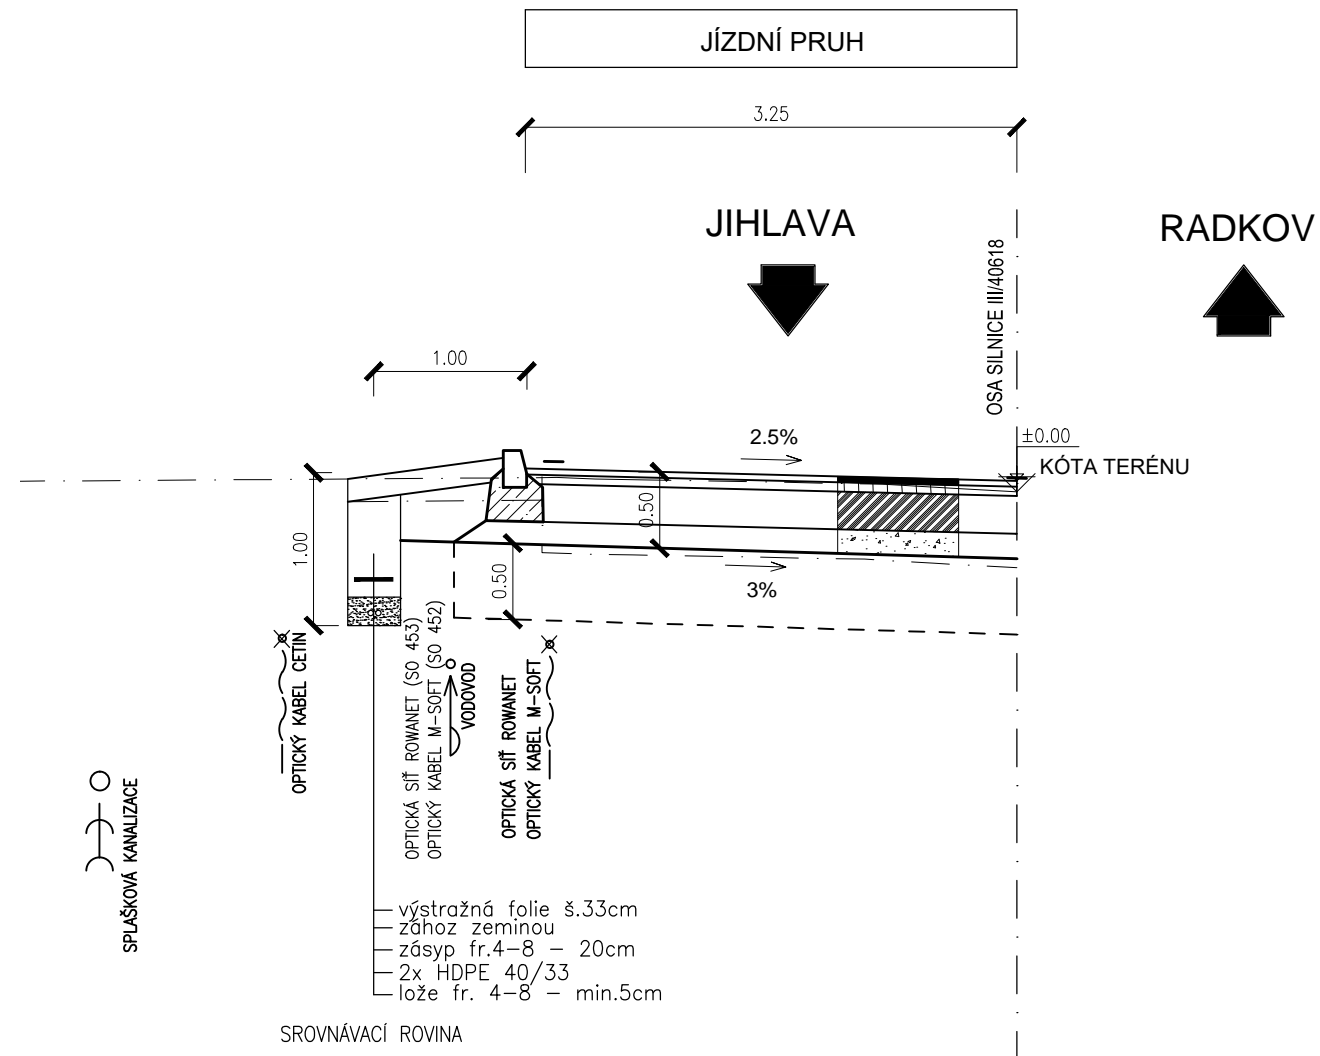 JÍZDNÍ PRUH
3.25
JIHLAVA
RADKOV
OSA SILNICE III/40618
1.00
2.5%
±0.00
KÓTA TERÉNU
1.00
0.50
0.50
3%
OPTICKÝ KABEL CETIN
OPTICKÁ SÍŤ ROWANET (SO 453)
OPTICKÝ KABEL M-SOFT (SO 452)
VODOVOD
OPTICKÁ SÍŤ ROWANET
OPTICKÝ KABEL M-SOFT
SPLAŠKOVÁ KANALIZACE
výstražná folie š.33cm
zához zeminou
zásyp fr.4-8 - 20cm
2x HDPE 40/33
lože fr. 4-8 - min.5cm
SROVNÁVACÍ ROVINA